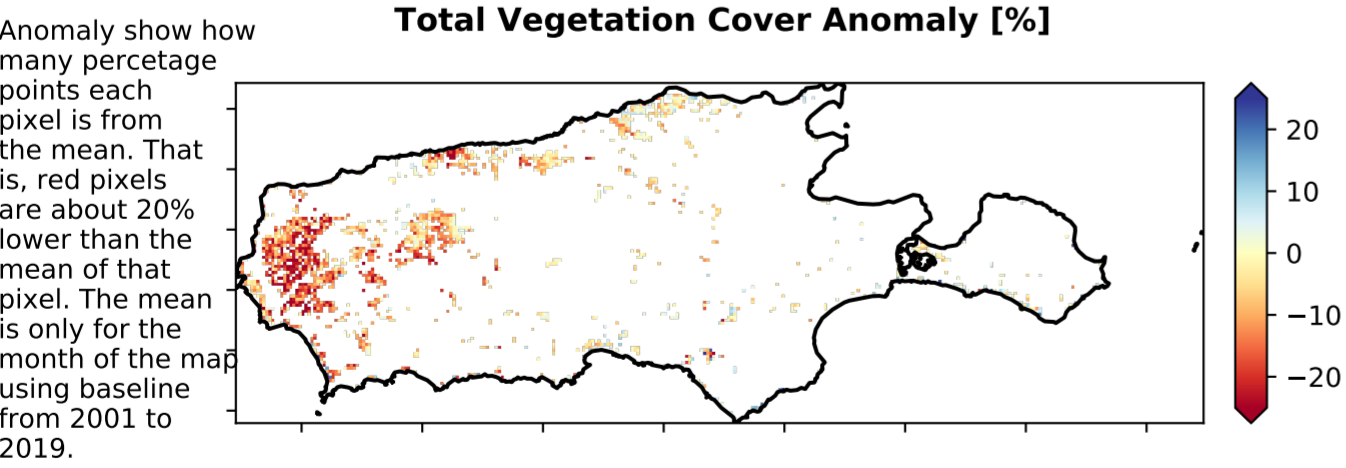 Total Vegetation Cover Anomaly [%]
Anomaly show how
many percetage
points each
pixel is from
the mean. That
is, red pixels
are about 20%
lower than the
mean of that
pixel. The mean
is only for the
month of the map
using baseline
from 2001 to
2019.
20
10
0
−10
−20